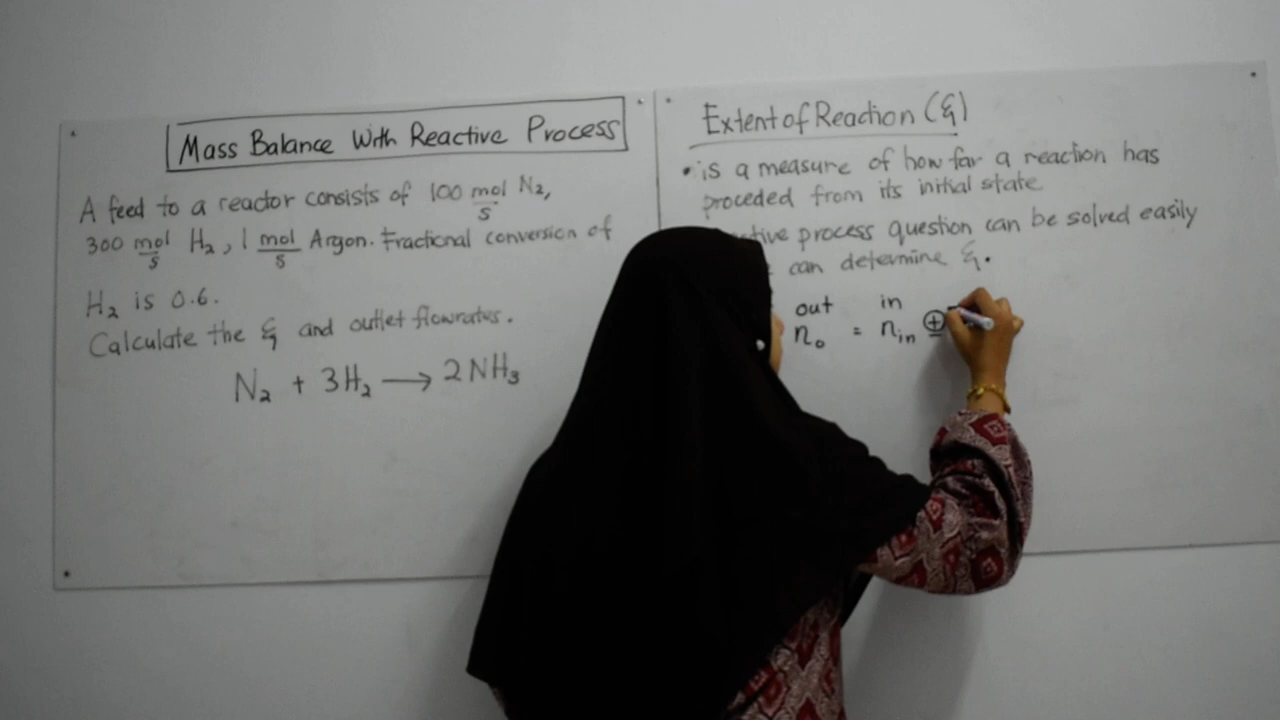 Mass Balance With Reactive Process
A feed to a reactor consists of 100 mol/s N₂,
300 mol/s H₂, 1 mol/s Argon. Fractional conversion of
H₂ is 0.6.
Calculate the ξ and outlet flowrates.
N₂ + 3H₂ → 2NH₃
Extent of Reaction (ξ)
• is a measure of how far a reaction has
proceded from its initial state
process question can be solved easily
can determine ξ.
out in
nₒ = nᵢₙ ⊕